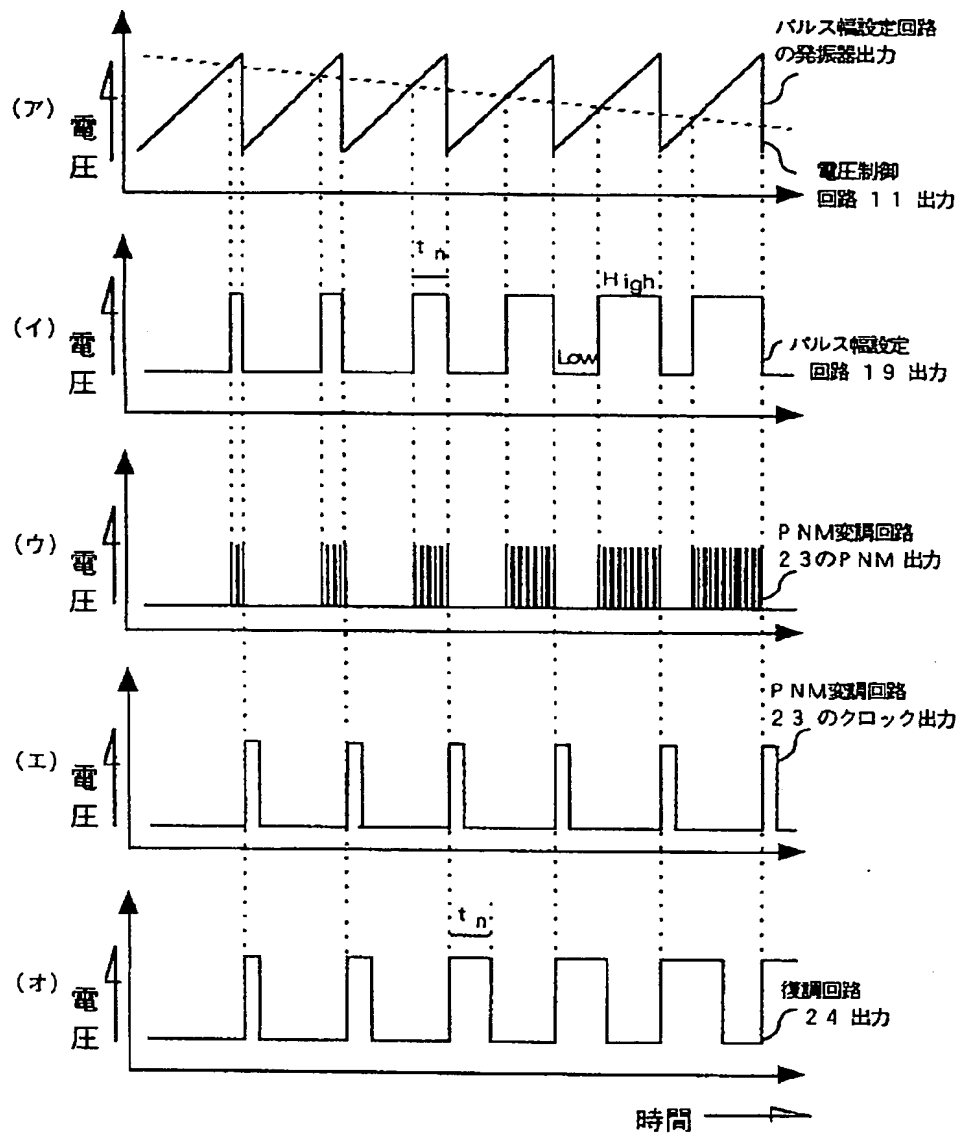 パルス幅設定回路
の発振器出力
(ア)
電圧
電圧制御
回路 11 出力
tn
High
(イ)
電圧
Low
パルス幅設定
回路 19 出力
PNM変調回路
23のPNM 出力
(ウ)
電圧
PNM変調回路
23 のクロック出力
(エ)
電圧
tn
(オ)
電圧
復調回路
24 出力
時間